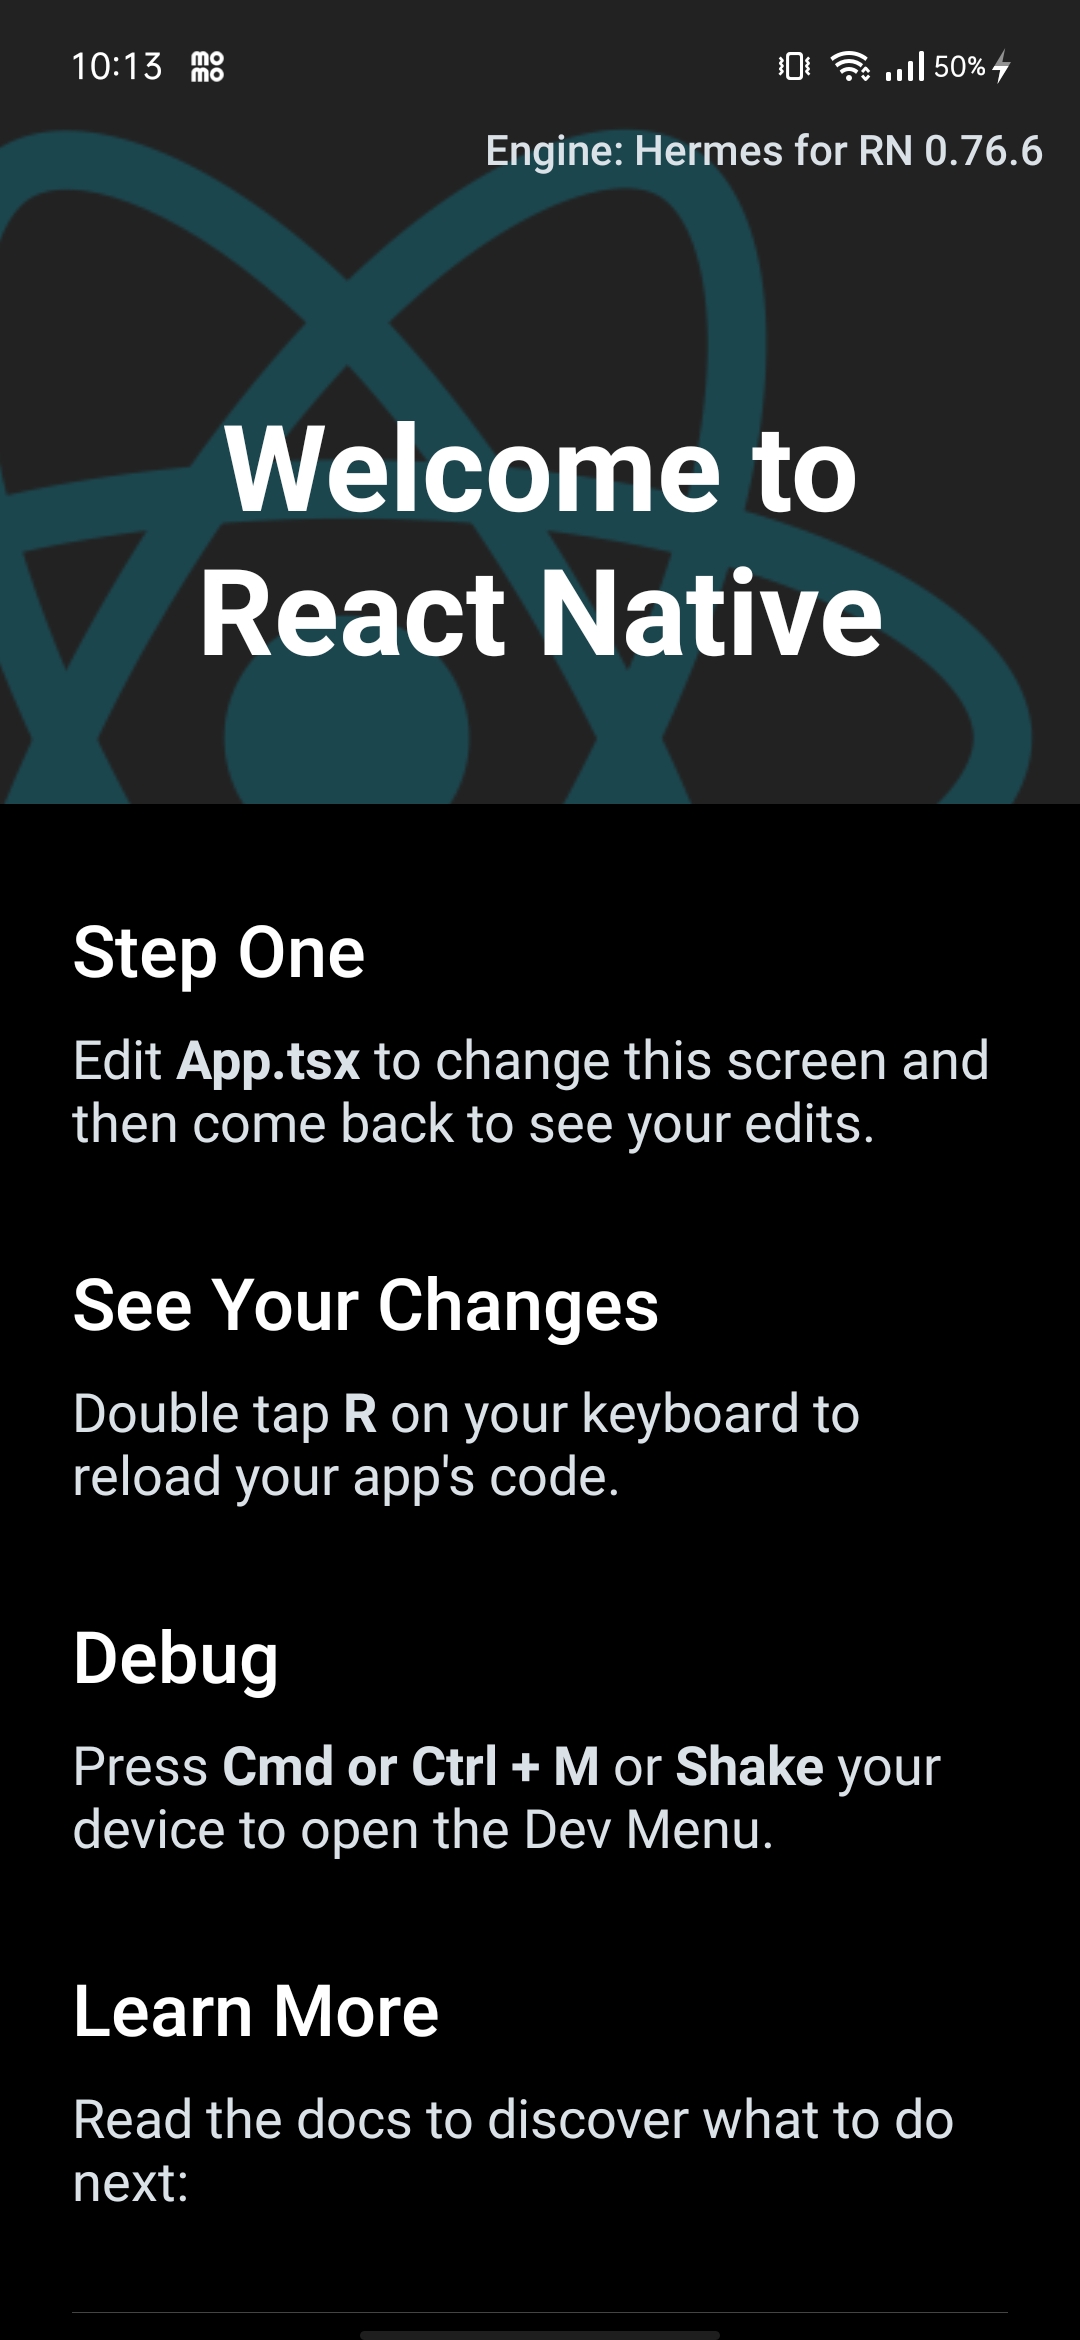 10:13 momo 50%
Engine: Hermes for RN 0.76.6
Welcome to
React Native
Step One
Edit App.tsx to change this screen and
then come back to see your edits.
See Your Changes
Double tap R on your keyboard to
reload your app's code.
Debug
Press Cmd or Ctrl + M or Shake your
device to open the Dev Menu.
Learn More
Read the docs to discover what to do
next: